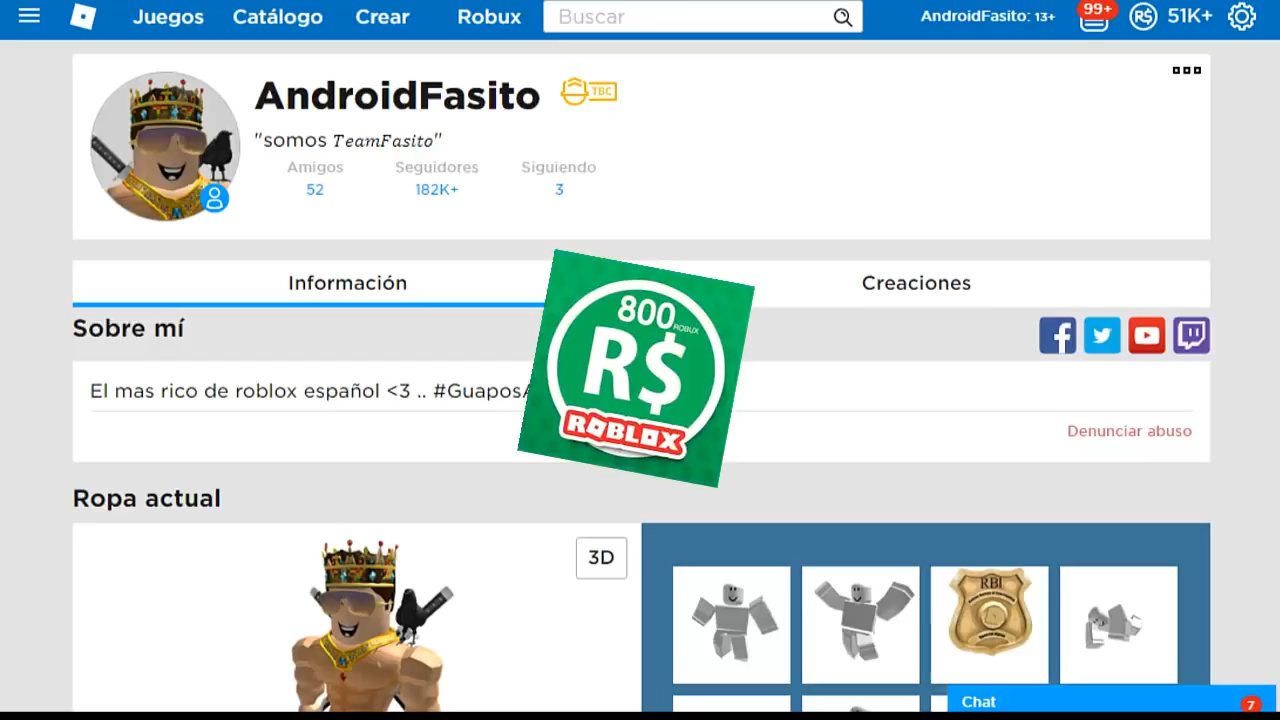 Juegos Catálogo Crear Robux Buscar AndroidFasito: 13+ 99+ R$ 51K+
AndroidFasito TBC
"somos TeamFasito"
Amigos Seguidores Siguiendo
52 182K+ 3
Información Creaciones
Sobre mí
El mas rico de roblox español <3 .. #Guapos
Denunciar abuso
800 ROBUX
R$
ROBLOX
Ropa actual
3D
RBI
Chat 7